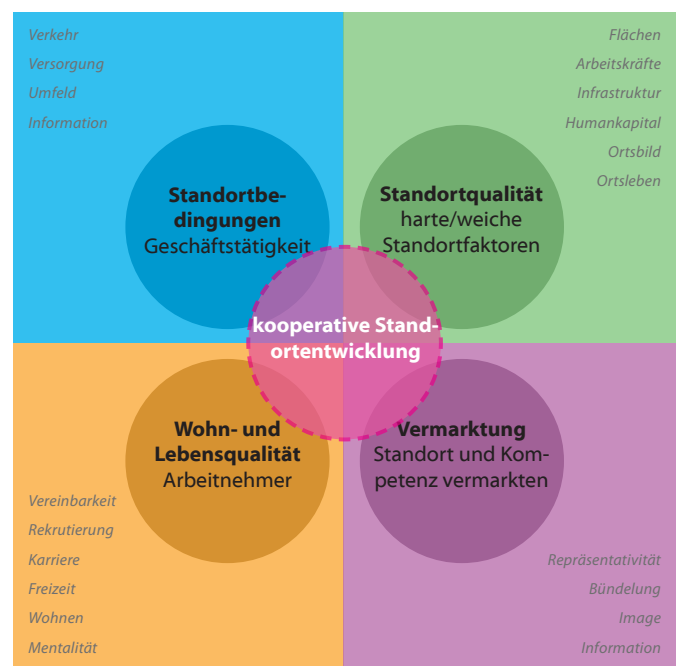 Verkehr
Versorgung
Umfeld
Information
Flächen
Arbeitskräfte
Infrastruktur
Humankapital
Ortsbild
Ortsleben
Standortbe-
dingungen
Geschäftstätigkeit
Standortqualität
harte/weiche
Standortfaktoren
kooperative Stand-
ortentwicklung
Wohn- und
Lebensqualität
Arbeitnehmer
Vermarktung
Standort und Kom-
petenz vermarkten
Vereinbarkeit
Rekrutierung
Karriere
Freizeit
Wohnen
Mentalität
Repräsentativität
Bündelung
Image
Information